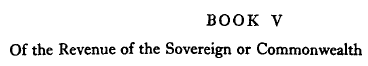 BOOK V
Of the Revenue of the Sovereign or Commonwealth